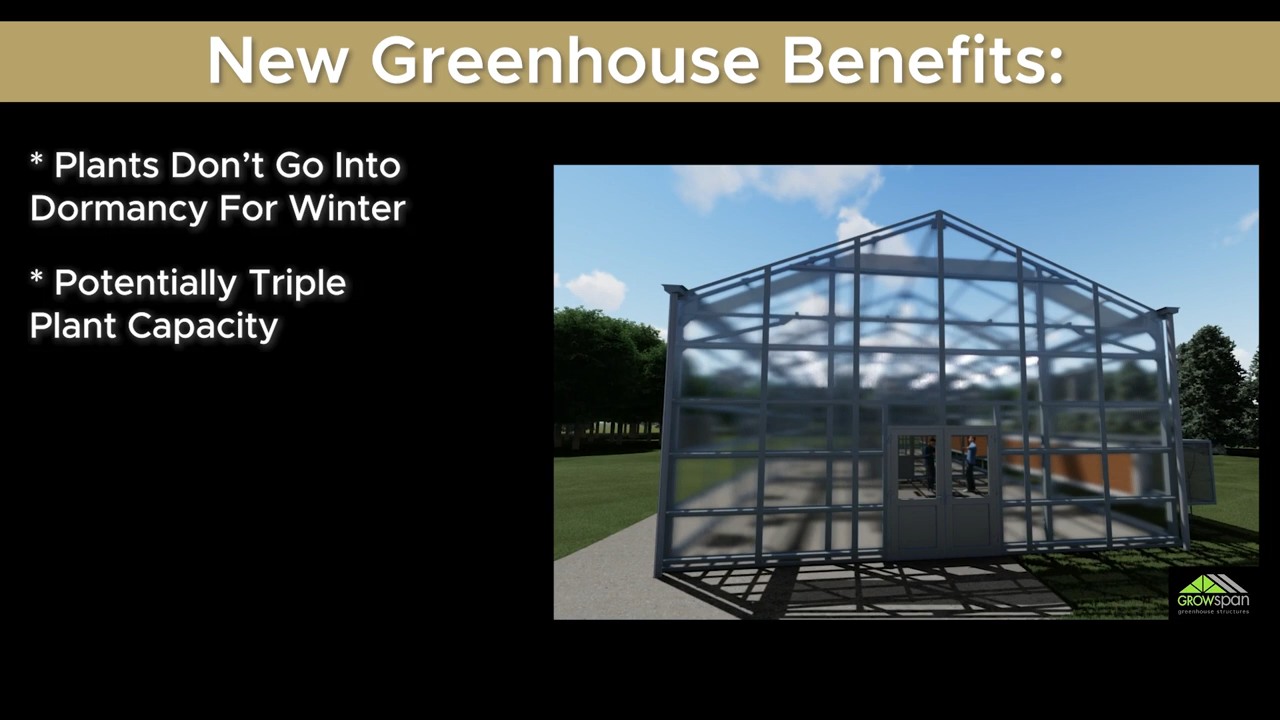 New Greenhouse Benefits:
* Plants Don’t Go Into
Dormancy For Winter
* Potentially Triple
Plant Capacity
GROWspan
greenhouse structures